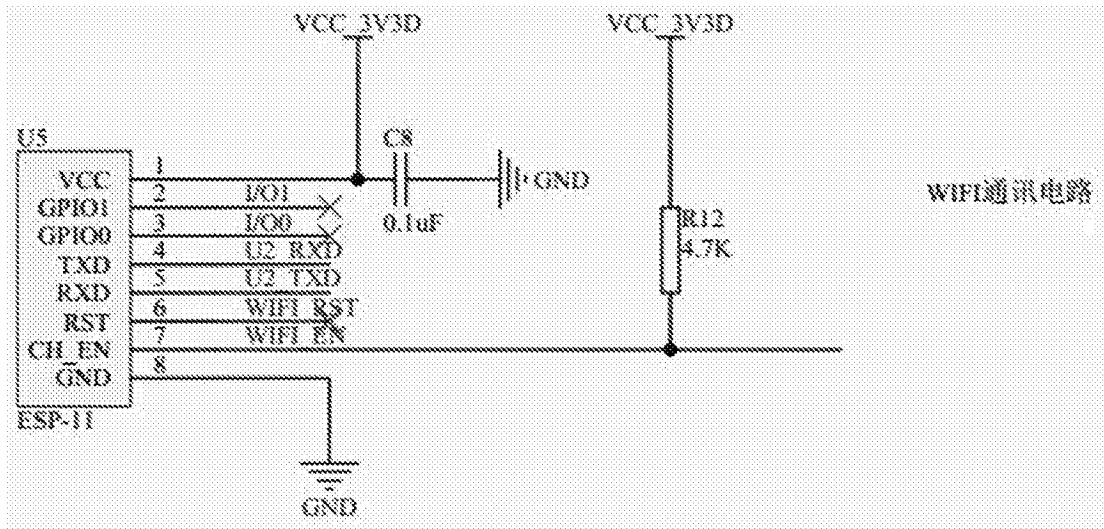 VCC_3V3D
VCC_3V3D
U5
C8
1
VCC
GND
2
I/O1
GPIO1
0.1uF
WIFI通讯电路
3
I/O0
GPIO0
R12
4
U2_RXD
TXD
4.7K
5
U2_TXD
RXD
6
WIFI_RST
RST
7
WIFI_EN
CH_EN
8
GND
ESP-11
GND